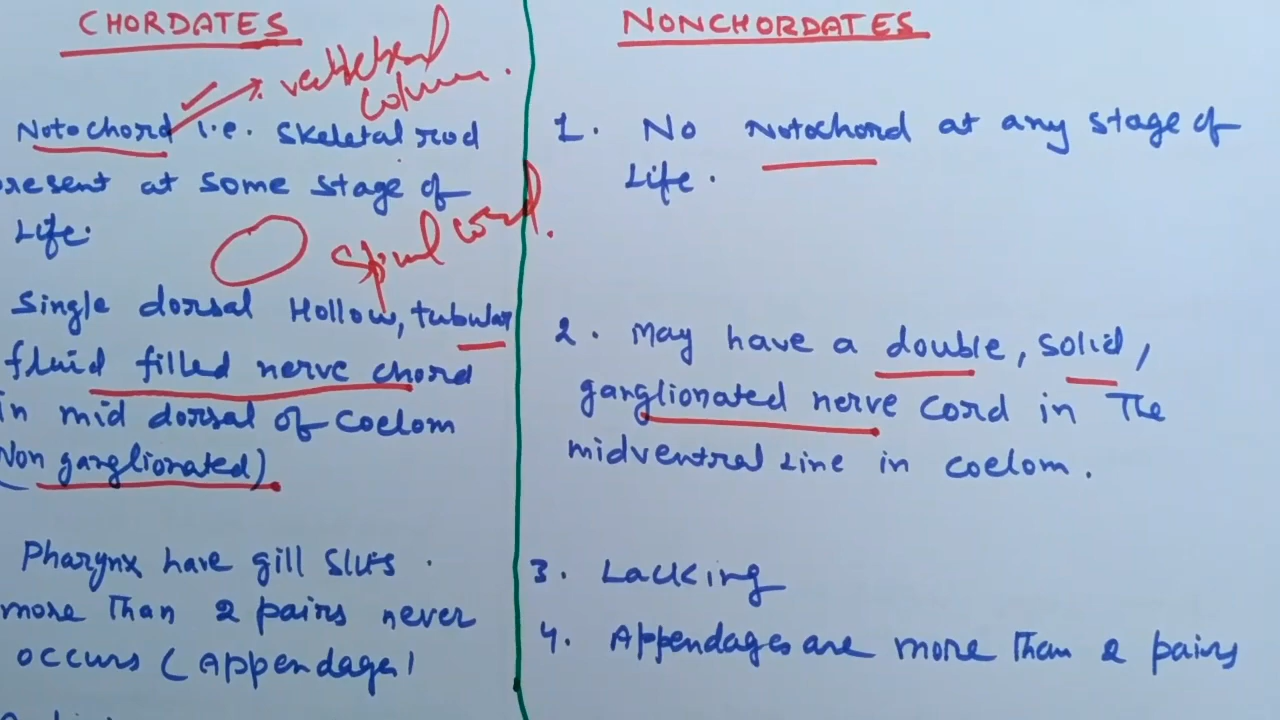 CHORDATES
vertebral
column.
Notochord i.e. Skeletal rod
resent at some stage of
Life.
Spinal cord.
Single dorsal Hollow, tubular
fluid filled nerve chord
in mid dorsal of coelom
(Non ganglionated)
Pharynx have gill slits.
more Than 2 pairs never
occurs (Appendage)
NONCHORDATES
1. No Notochord at any stage of
Life.
2. May have a double, solid,
ganglionated nerve cord in The
midventral line in coelom.
3. Lacking
4. Appendages are more Than 2 pairs